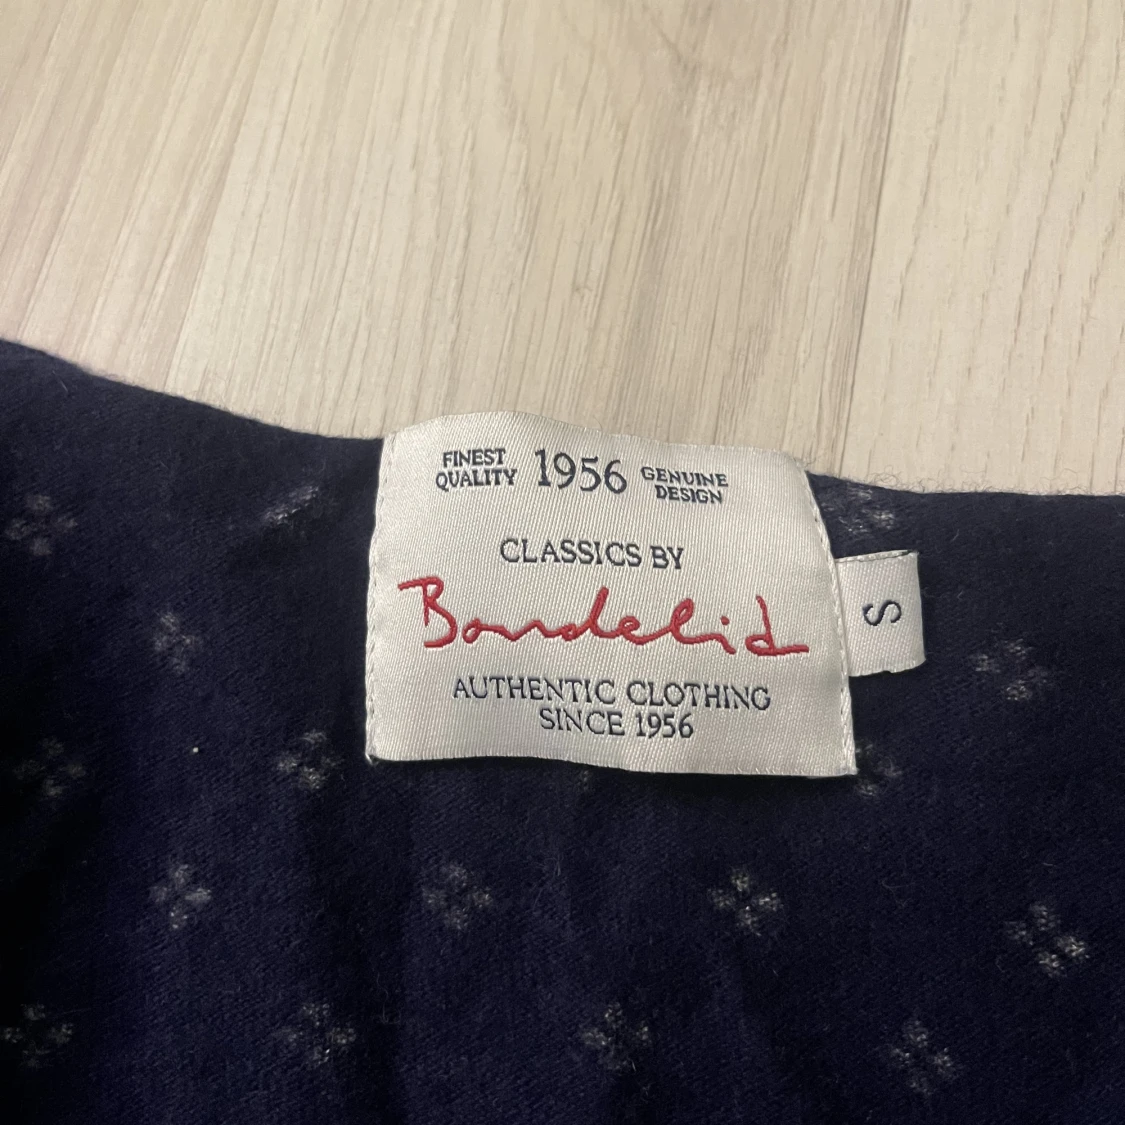 FINEST QUALITY 1956 GENUINE DESIGN
CLASSICS BY
Bondelid
AUTHENTIC CLOTHING
SINCE 1956
S